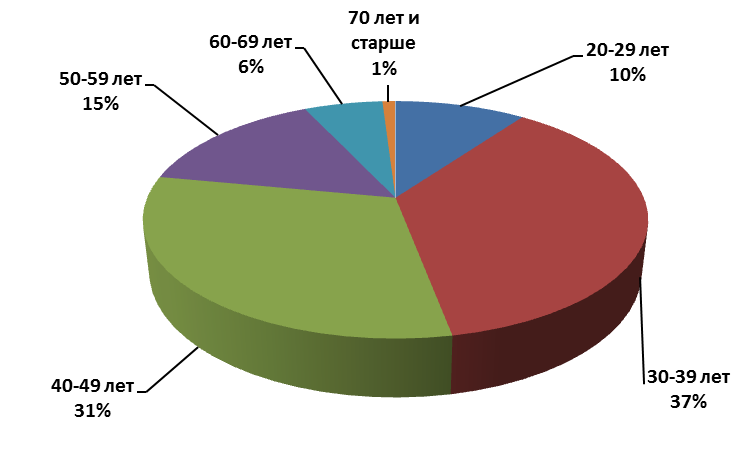 70 лет и
старше
1%
20-29 лет
10%
30-39 лет
37%
40-49 лет
31%
50-59 лет
15%
60-69 лет
6%